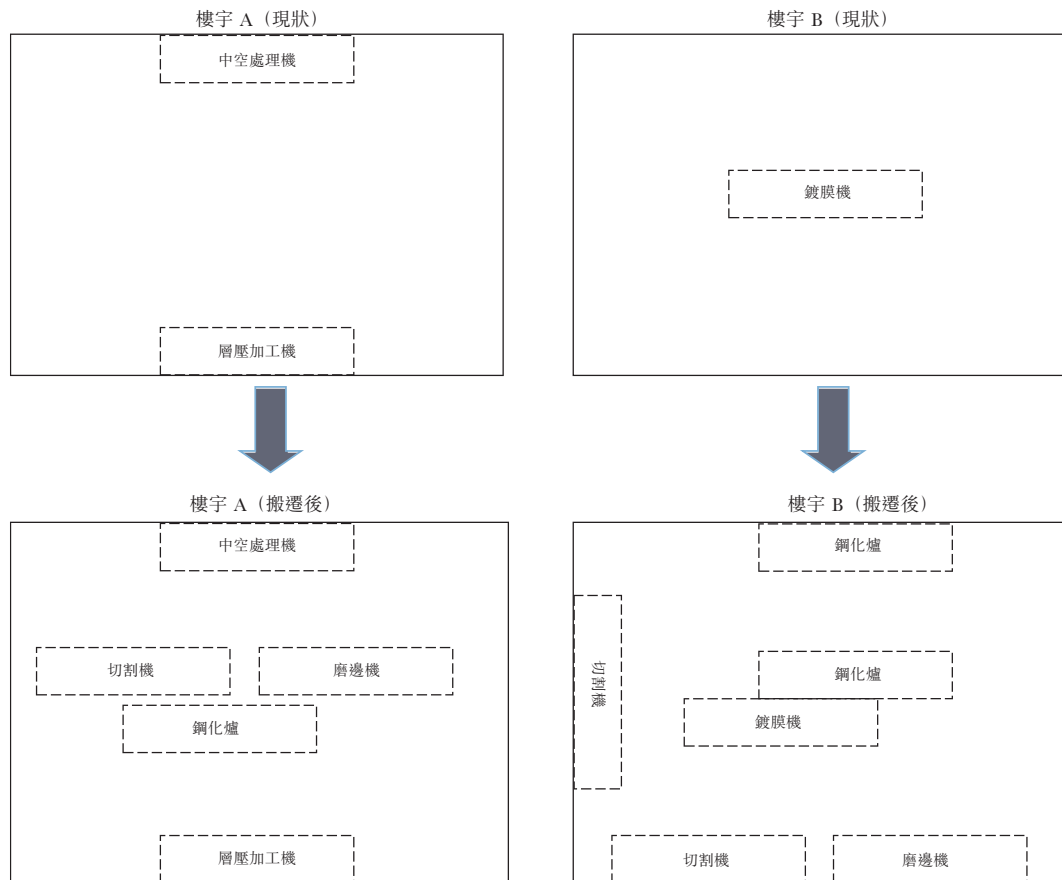 樓宇 A（現狀）
樓宇 B（現狀）
中空處理機
鍍膜機
層壓加工機
樓宇 A（搬遷後）
樓宇 B（搬遷後）
中空處理機
鋼化爐
切割機
磨邊機
鋼化爐
切割機
鋼化爐
鍍膜機
層壓加工機
切割機
磨邊機